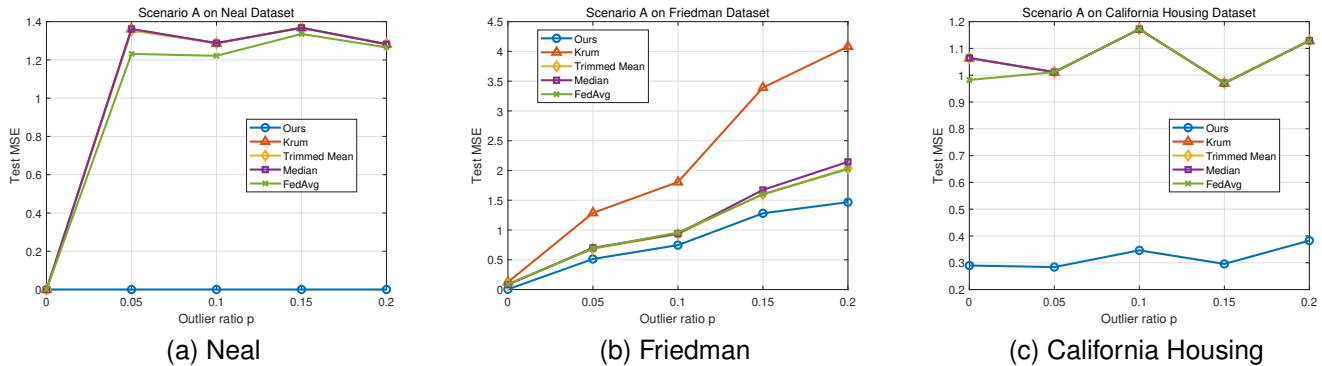 Scenario A on Neal Dataset
1.4
1.2
1
0.8
0.6
0.4
0.2
0
Test MSE
Ours
Krum
Trimmed Mean
Median
FedAvg
0 0.05 0.1 0.15 0.2
Outlier ratio p
(a) Neal
Scenario A on Friedman Dataset
4.5
4
3.5
3
2.5
2
1.5
1
0.5
0
Test MSE
Ours
Krum
Trimmed Mean
Median
FedAvg
0 0.05 0.1 0.15 0.2
Outlier ratio p
(b) Friedman
Scenario A on California Housing Dataset
1.2
1.1
1
0.9
0.8
0.7
0.6
0.5
0.4
0.3
0.2
Test MSE
Ours
Krum
Trimmed Mean
Median
FedAvg
0 0.05 0.1 0.15 0.2
Outlier ratio p
(c) California Housing